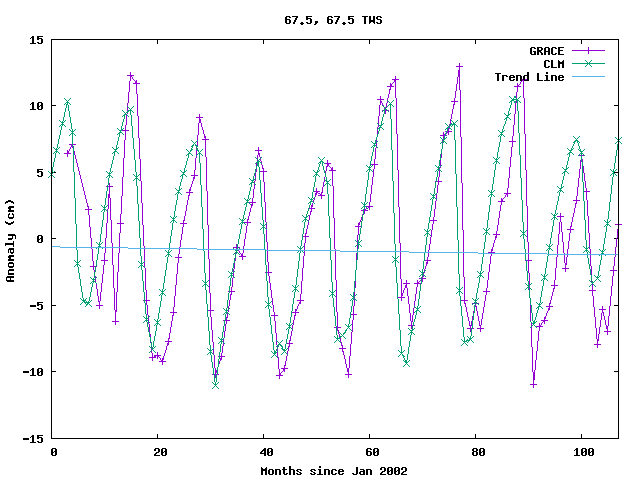 67.5, 67.5 TWS
GRACE
CLM
Trend Line
15
10
5
0
-5
-10
-15
Anomaly (cm)
0 20 40 60 80 100
Months since Jan 2002